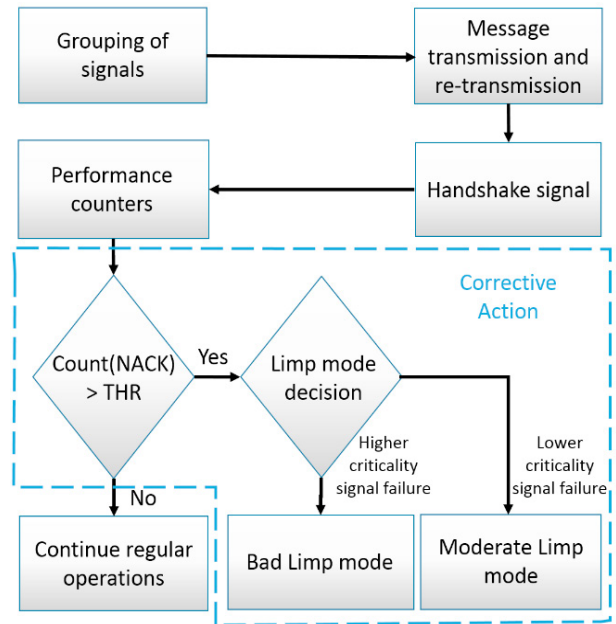 Grouping of
signals
Message
transmission and
re-transmission
Performance
counters
Handshake signal
Corrective
Action
Count(NACK)
> THR
Yes
Limp mode
decision
Higher
criticality
signal failure
Lower
criticality
signal failure
No
Continue regular
operations
Bad Limp mode
Moderate Limp
mode